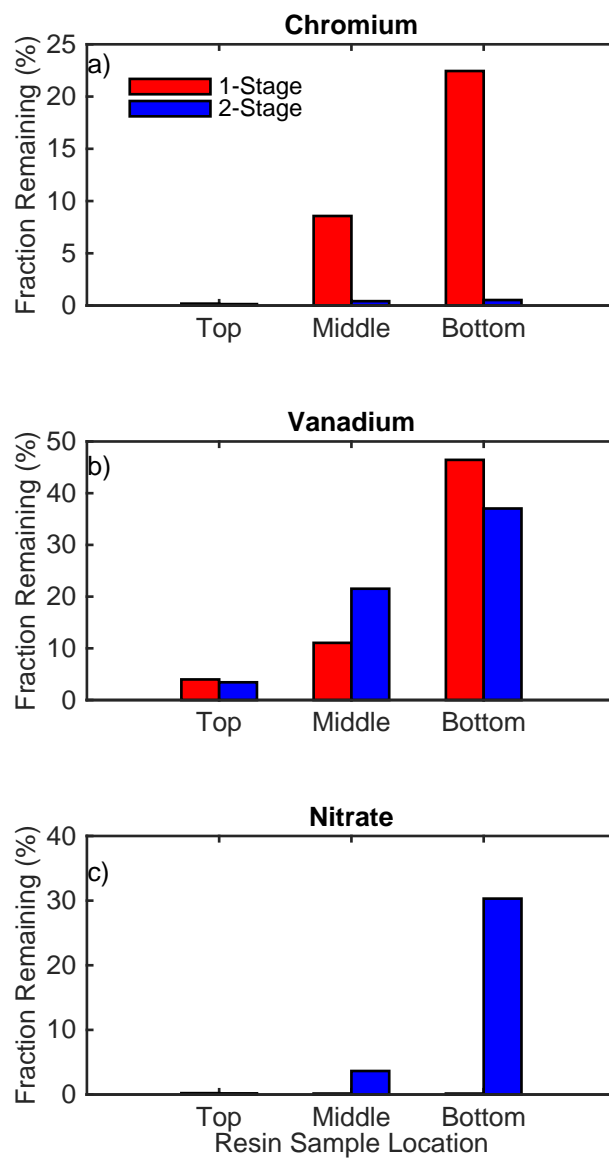 Chromium
a)
1-Stage
2-Stage
Fraction Remaining (%)
25
20
15
10
5
0
Top Middle Bottom
Vanadium
b)
Fraction Remaining (%)
50
40
30
20
10
0
Top Middle Bottom
Nitrate
c)
Fraction Remaining (%)
40
30
20
10
0
Top Middle Bottom
Resin Sample Location